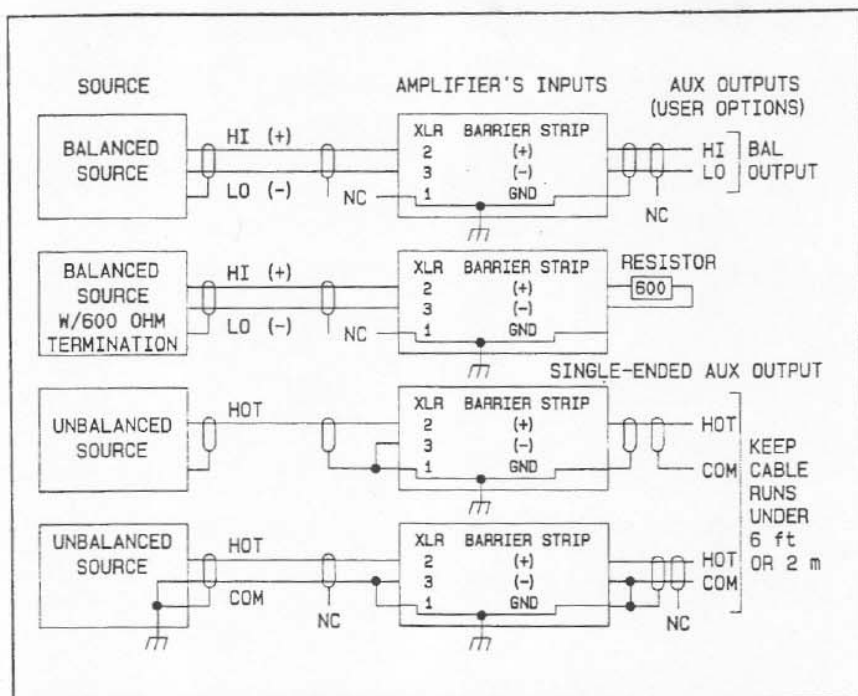 SOURCE
AMPLIFIER'S INPUTS
AUX OUTPUTS
(USER OPTIONS)
BALANCED
SOURCE
HI (+)
LO (-)
NC
XLR BARRIER STRIP
2 (+)
3 (-)
1 GND
HI
LO
BAL
OUTPUT
NC
BALANCED
SOURCE
W/600 OHM
TERMINATION
HI (+)
LO (-)
NC
XLR BARRIER STRIP
2 (+)
3 (-)
1 GND
RESISTOR
600
SINGLE-ENDED AUX OUTPUT
UNBALANCED
SOURCE
HOT
XLR BARRIER STRIP
2 (+)
3 (-)
1 GND
HOT
COM
UNBALANCED
SOURCE
HOT
COM
NC
XLR BARRIER STRIP
2 (+)
3 (-)
1 GND
HOT
COM
NC
KEEP
CABLE
RUNS
UNDER
6 ft
OR 2 m